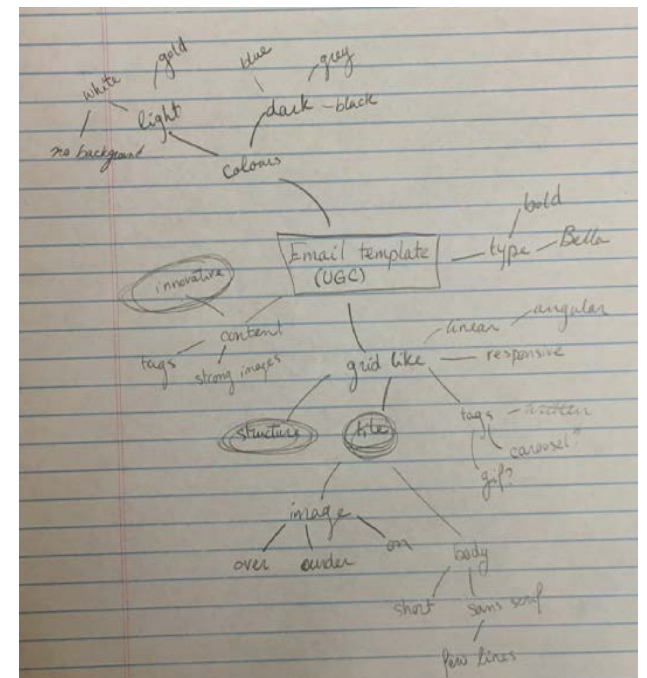 gold
blue
grey
white
light
dark - black
no background
colours
bold
Email template
(UGC)
type
Bella
innovative
content
linear
angular
tags
strong images
grid like
responsive
structure
tags
carousel*
gif?
image
over
under
on
body
short
sans serif
few lines